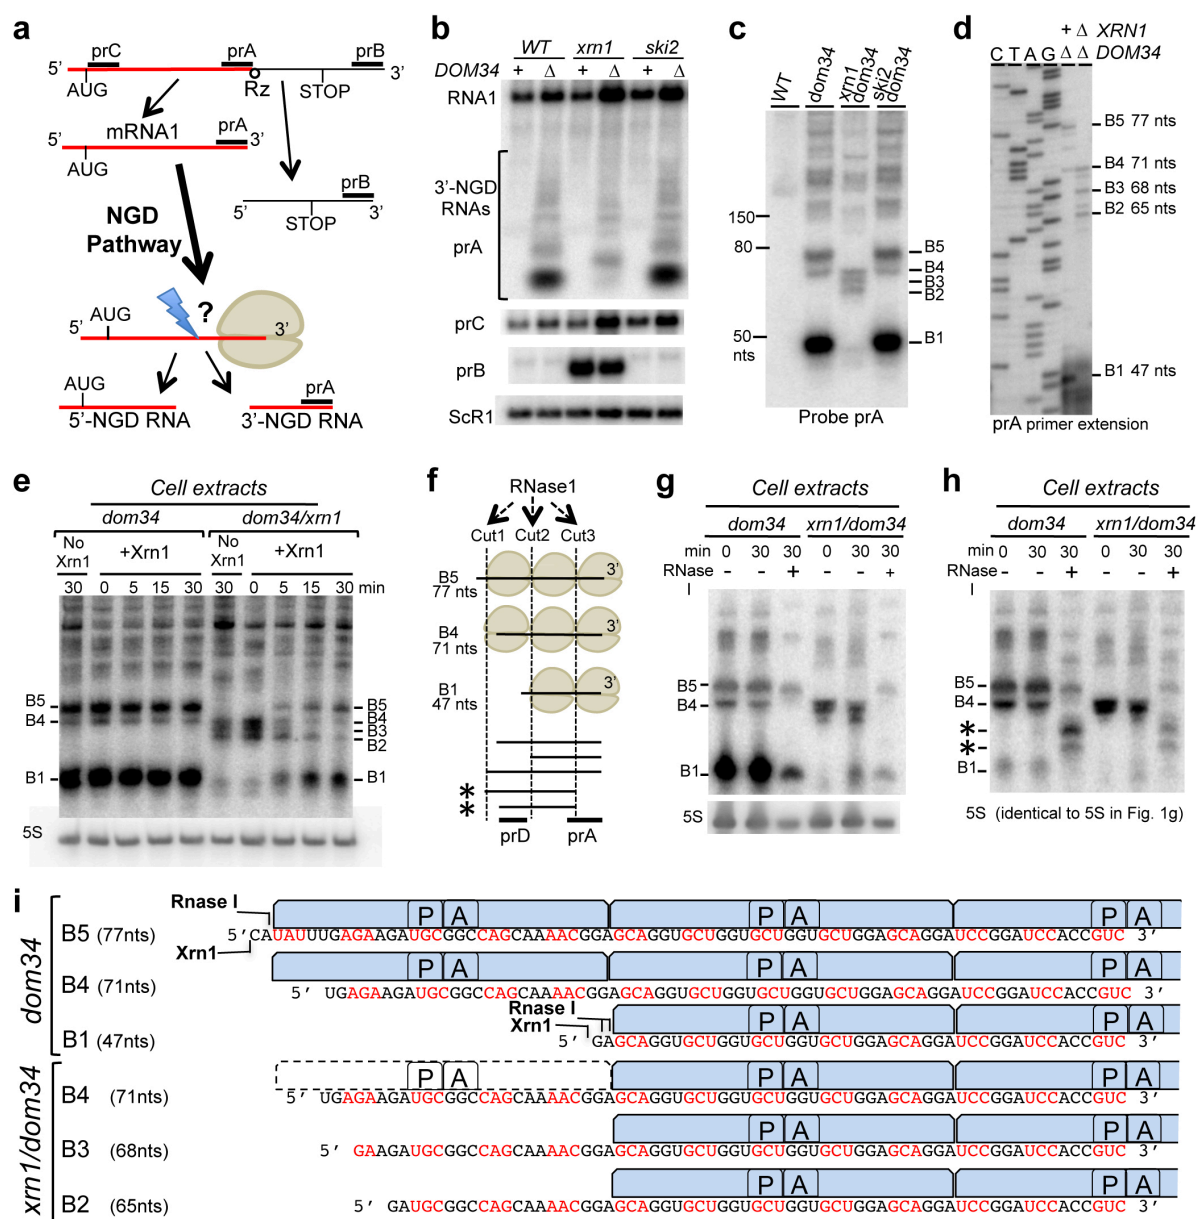 a
prC prA prB
5’ 3’
AUG Rz STOP
mRNA1 prA
3’
AUG
prB
5’ 3’
STOP
NGD
Pathway
?
AUG
5’ 3’
AUG prA
5’-NGD RNA 3’-NGD RNA
b
WT xrn1 ski2
DOM34 + Δ + Δ + Δ
RNA1
3’-NGD
RNAs
prA
prC
prB
ScR1
c
WT
dom34
xrn1
dom34
ski2
dom34
150
80
50
nts
B5
B4
B3
B2
B1
Probe prA
d
+ Δ XRN1
C T A G Δ Δ DOM34
B5 77 nts
B4 71 nts
B3 68 nts
B2 65 nts
B1 47 nts
prA primer extension
e
Cell extracts
dom34 dom34/xrn1
No Xrn1 +Xrn1 No Xrn1 +Xrn1
30 0 5 15 30 30 0 5 15 30 min
B5 B5
B4 B4
B3
B2
B1 B1
5S
f
RNase1
Cut1 Cut2 Cut3
B5
77 nts 3’
B4
71 nts 3’
B1
47 nts 3’
*
*
prD prA
g
Cell extracts
dom34 xrn1/dom34
min 0 30 30 0 30 30
RNase I - - + - - +
B5
B4
B1
5S
h
Cell extracts
dom34 xrn1/dom34
min 0 30 30 0 30 30
RNase I - - + - - +
B5
B4
*
*
B1
5S (identical to 5S in Fig. 1g)
i
dom34
Rnase I
P A P A P A
B5 (77nts) 5’CAUAUUUGAGAAGAUGCGGCCAGCAAAACGGAGCAGGUGCUGGUGCUGGUGCUGGAGCAGGAUCCGGAUCCACCGUC 3’
Xrn1
P A P A P A
B4 (71nts) 5’ UGAGAAGAUGCGGCCAGCAAAACGGAGCAGGUGCUGGUGCUGGUGCUGGAGCAGGAUCCGGAUCCACCGUC 3’
Rnase I
Xrn1
P A P A
B1 (47nts) 5’ GAGCAGGUGCUGGUGCUGGUGCUGGAGCAGGAUCCGGAUCCACCGUC 3’
xrn1/dom34
P A P A P A
B4 (71nts) 5’ UGAGAAGAUGCGGCCAGCAAAACGGAGCAGGUGCUGGUGCUGGUGCUGGAGCAGGAUCCGGAUCCACCGUC 3’
P A P A
B3 (68nts) 5’ GAAGAUGCGGCCAGCAAAACGGAGCAGGUGCUGGUGCUGGUGCUGGAGCAGGAUCCGGAUCCACCGUC 3’
P A P A
B2 (65nts) 5’ GAUGCGGCCAGCAAAACGGAGCAGGUGCUGGUGCUGGUGCUGGAGCAGGAUCCGGAUCCACCGUC 3’